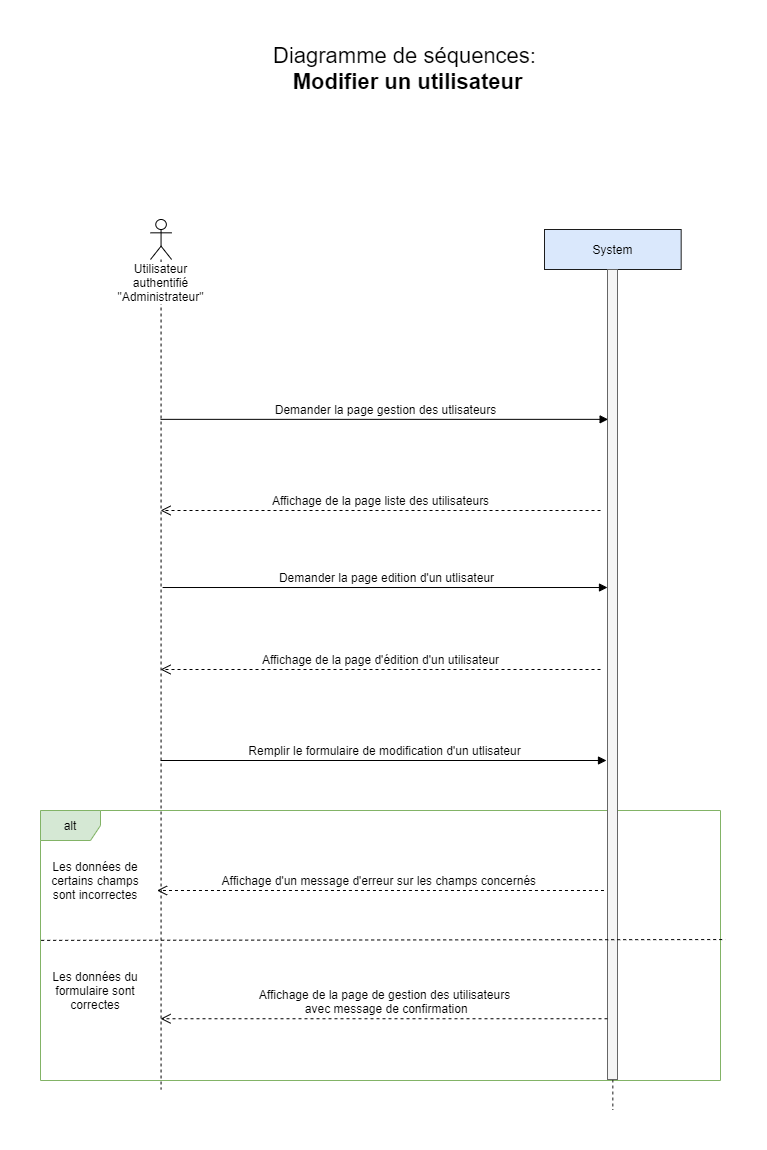 Diagramme de séquences:
Modifier un utilisateur
Utilisateur
authentifié
"Administrateur"
System
Demander la page gestion des utlisateurs
Affichage de la page liste des utilisateurs
Demander la page edition d'un utlisateur
Affichage de la page d'édition d'un utilisateur
Remplir le formulaire de modification d'un utlisateur
alt
Les données de
certains champs
sont incorrectes
Affichage d'un message d'erreur sur les champs concernés
Les données du
formulaire sont
correctes
Affichage de la page de gestion des utilisateurs
avec message de confirmation